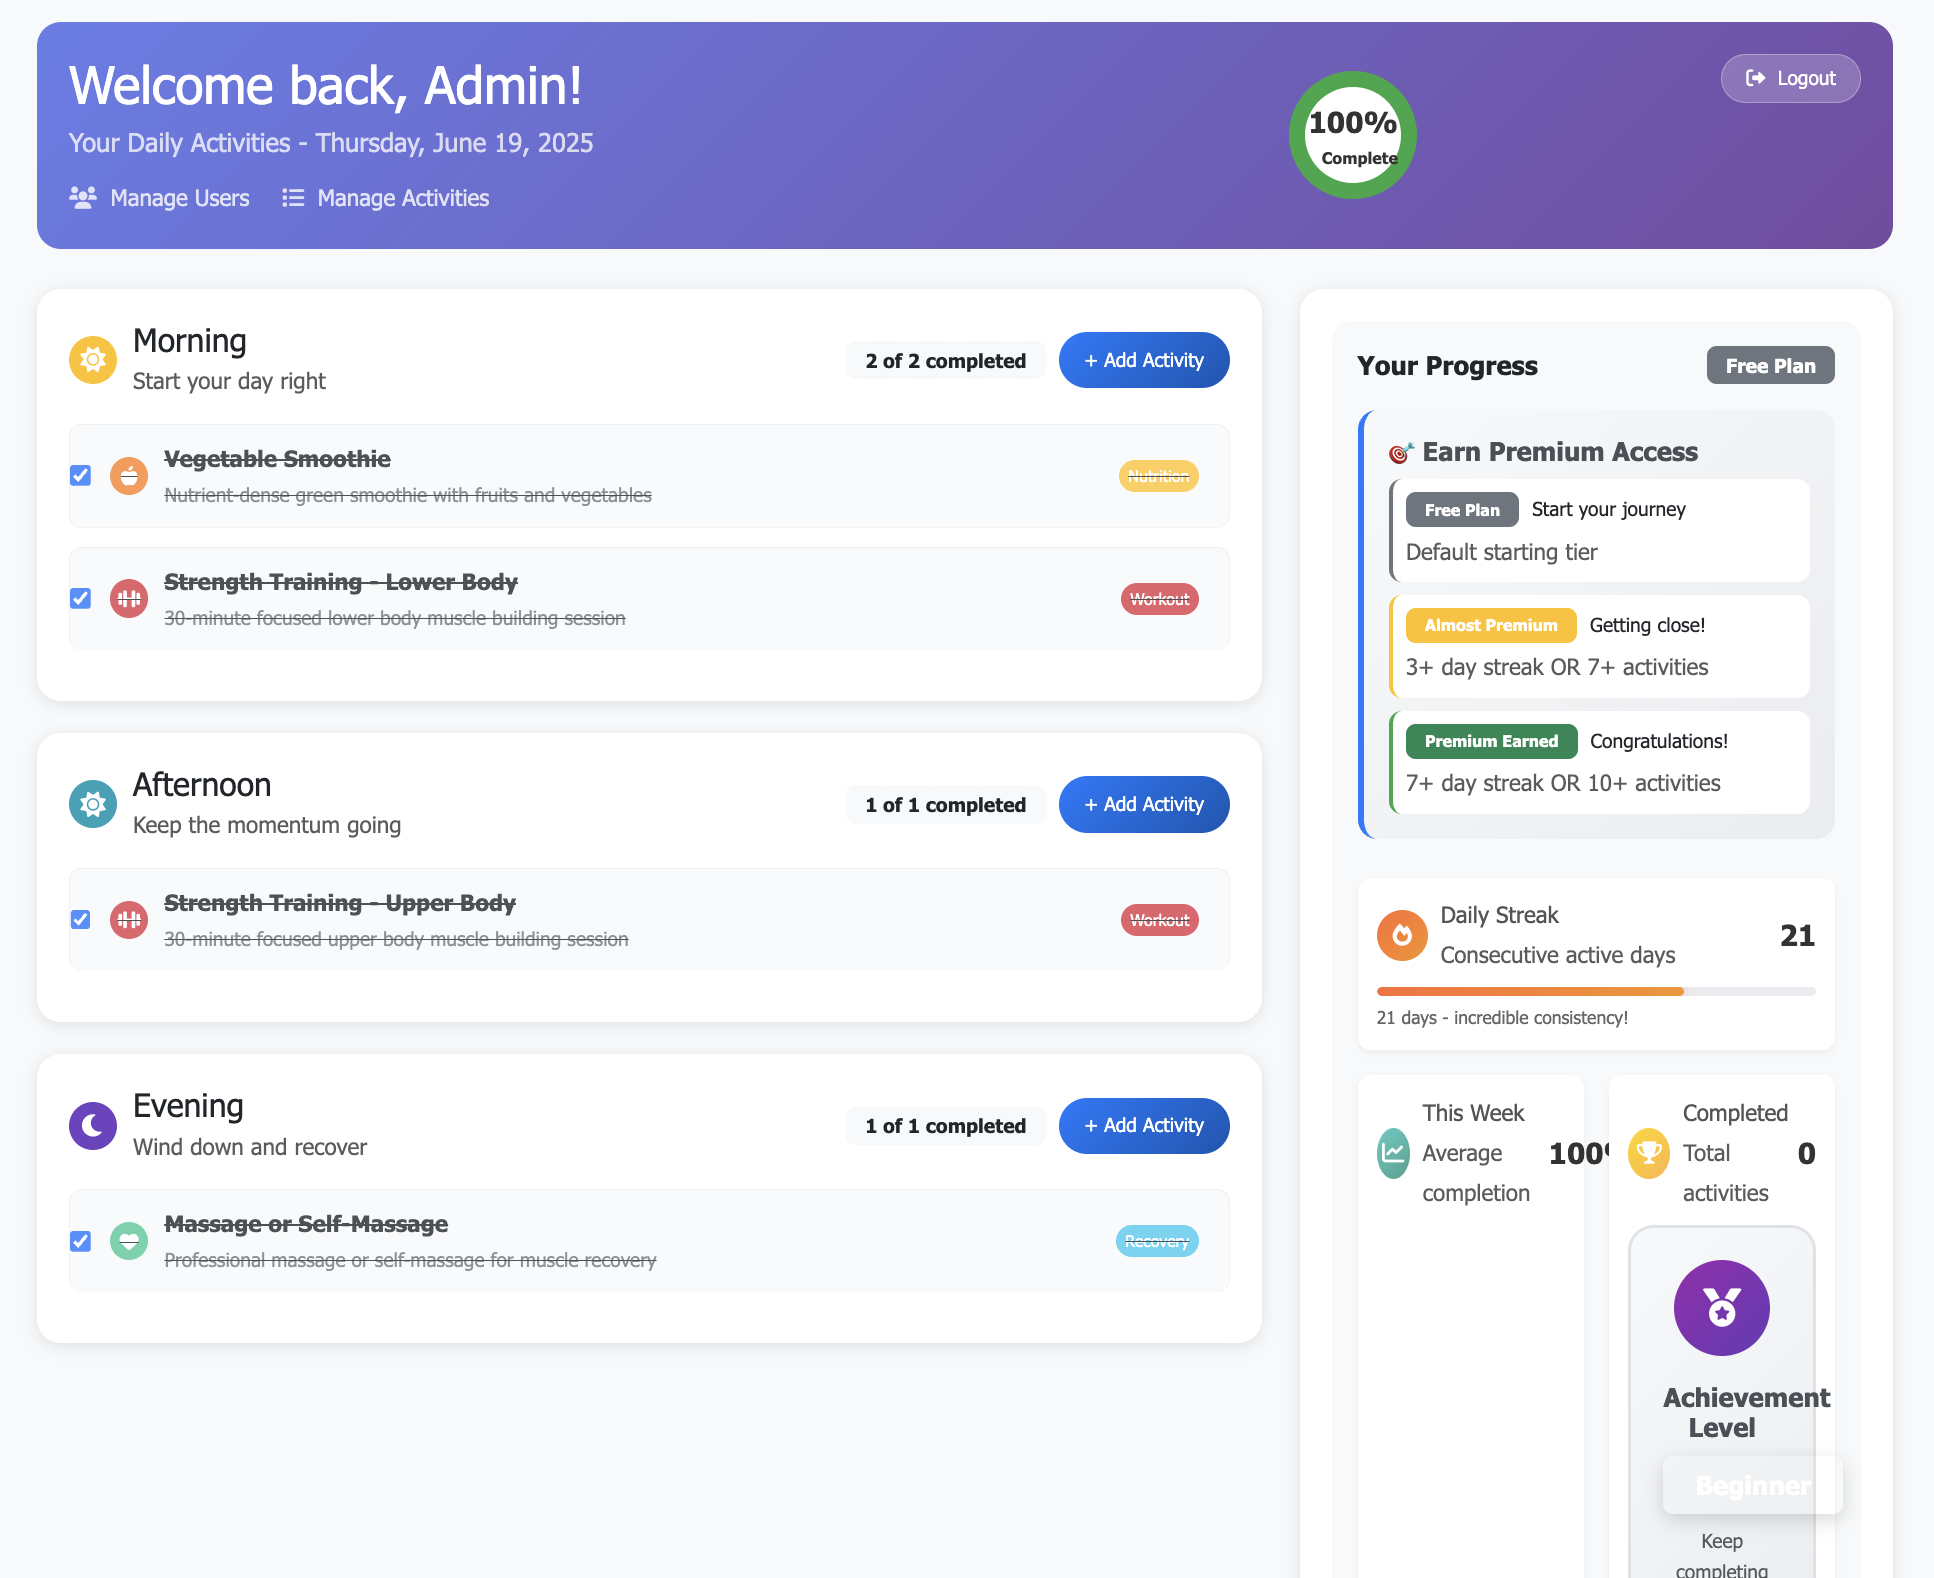 Welcome back, Admin!
Your Daily Activities - Thursday, June 19, 2025
Manage Users
Manage Activities
100%
Complete
Logout
Morning
Start your day right
2 of 2 completed
+ Add Activity
Vegetable Smoothie
Nutrient-dense green smoothie with fruits and vegetables
Nutrition
Strength Training - Lower Body
30-minute focused lower body muscle building session
Workout
Afternoon
Keep the momentum going
1 of 1 completed
+ Add Activity
Strength Training - Upper Body
30-minute focused upper body muscle building session
Workout
Evening
Wind down and recover
1 of 1 completed
+ Add Activity
Massage or Self-Massage
Professional massage or self-massage for muscle recovery
Recovery
Your Progress
Free Plan
Earn Premium Access
Free Plan
Start your journey
Default starting tier
Almost Premium
Getting close!
3+ day streak OR 7+ activities
Premium Earned
Congratulations!
7+ day streak OR 10+ activities
Daily Streak
Consecutive active days
21
21 days - incredible consistency!
This Week
Average
completion
100%
Completed
Total
activities
0
Achievement
Level
Beginner
Keep
completing